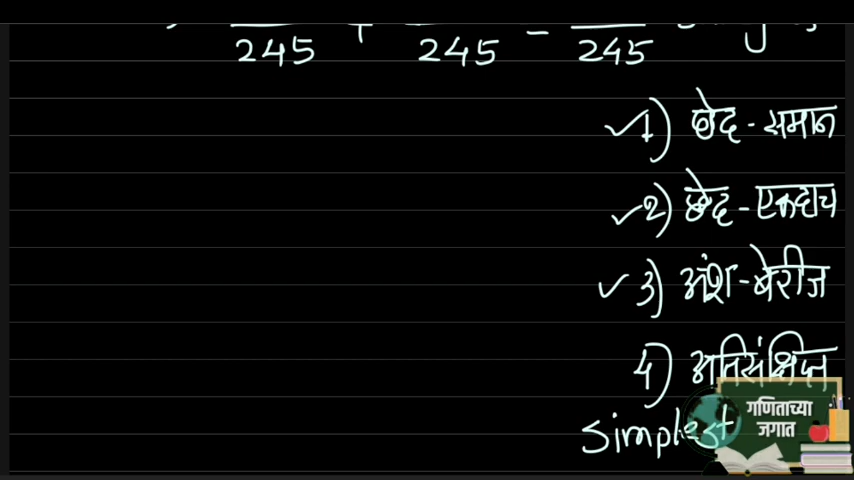 245 + 245 = 245
1) छेद - समान
2) छेद - एकदाच
3) अंश - बेरीज
4) अतिसंक्षिप्त
simplest
गणिताच्या
जगात